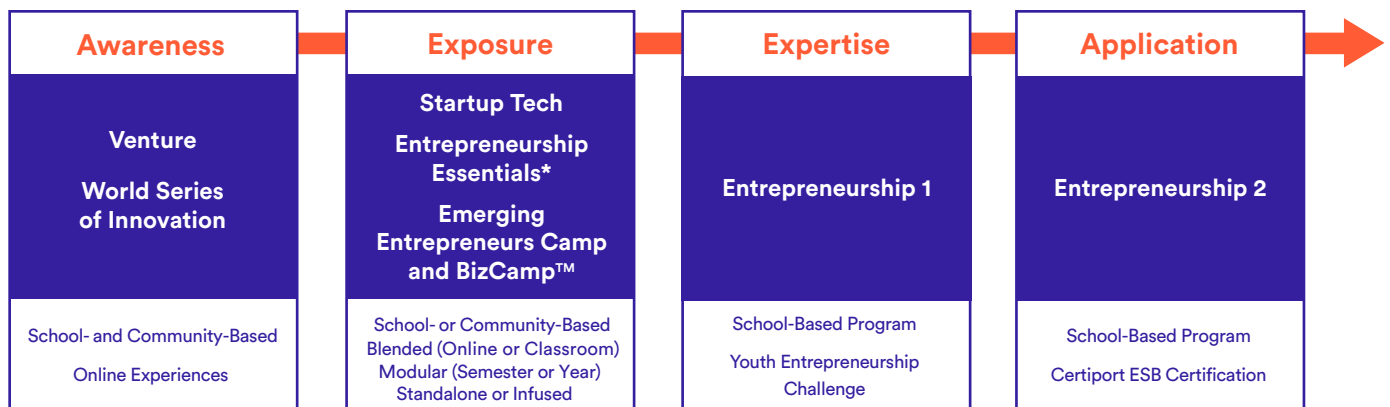 Awareness
Venture
World Series
of Innovation
School- and Community-Based
Online Experiences
Exposure
Startup Tech
Entrepreneurship
Essentials*
Emerging
Entrepreneurs Camp
and BizCamp™
School- or Community-Based
Blended (Online or Classroom)
Modular (Semester or Year)
Standalone or Infused
Expertise
Entrepreneurship 1
School-Based Program
Youth Entrepreneurship
Challenge
Application
Entrepreneurship 2
School-Based Program
Certiport ESB Certification